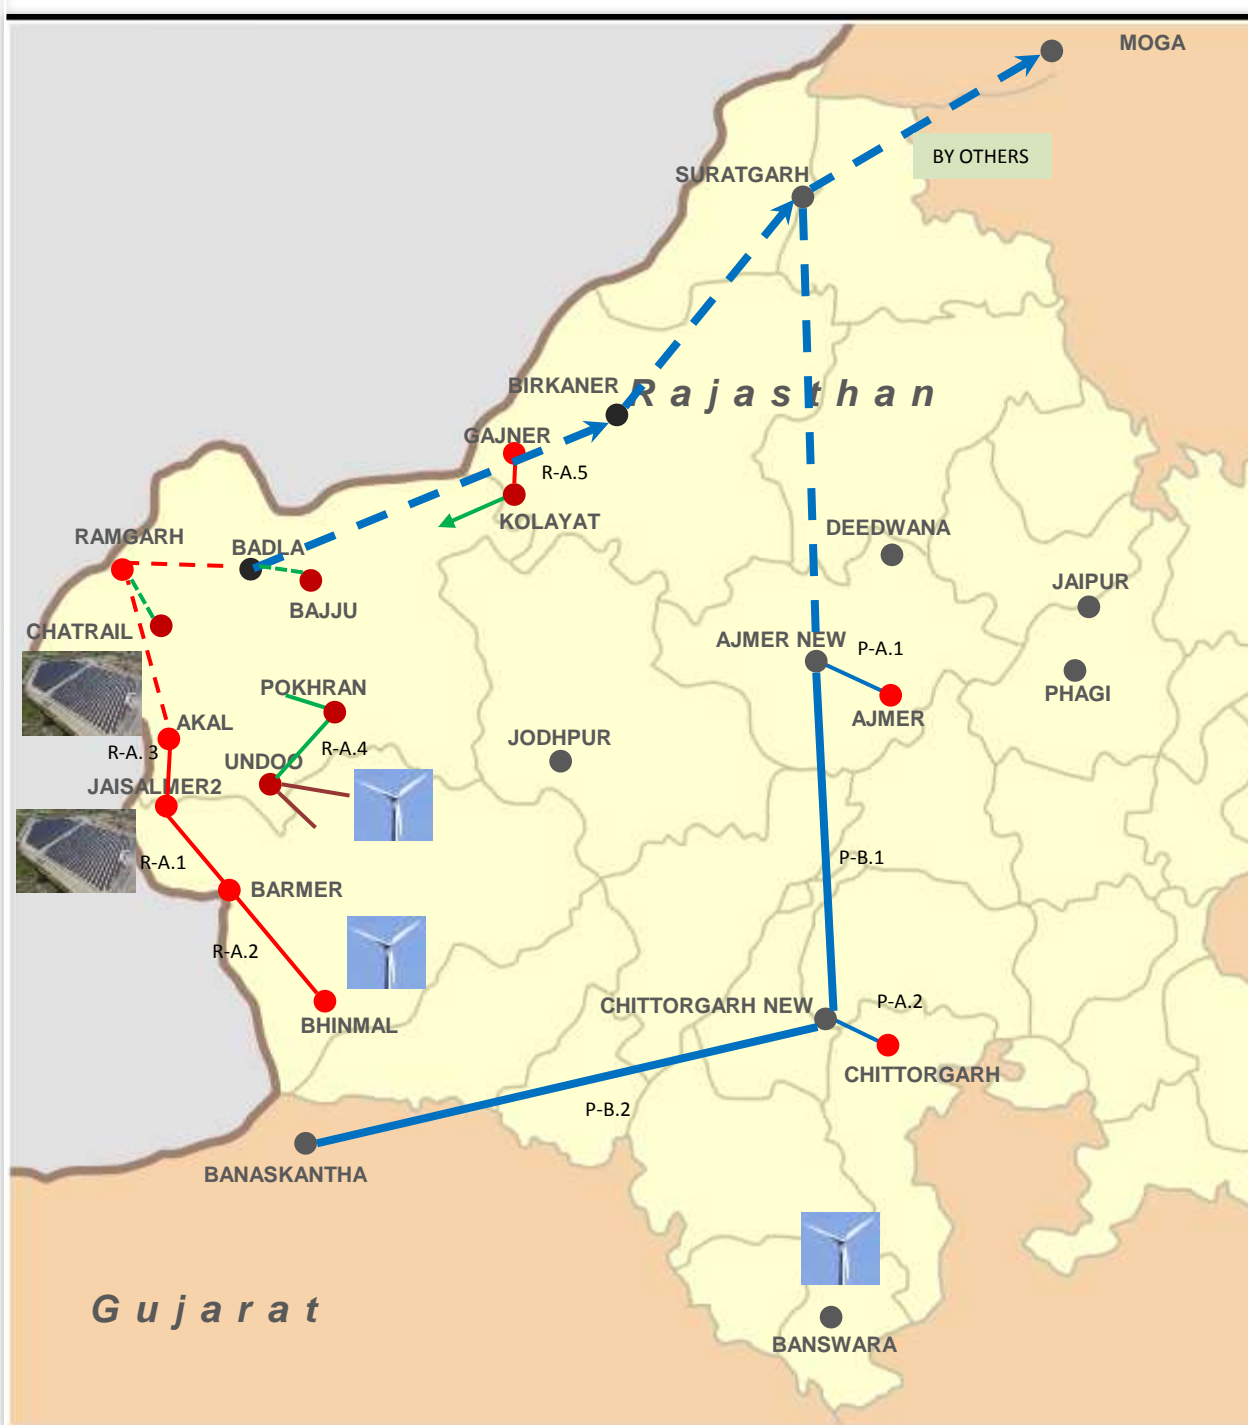 MOGA
BY OTHERS
SURATGARH
BIRKANER
Rajasthan
GAJNER
R-A.5
KOLAYAT
DEEDWANA
RAMGARH
BADLA
BAJJU
JAIPUR
CHATRAIL
AJMER NEW
P-A.1
PHAGI
POKHRAN
AJMER
AKAL
JODHPUR
R-A. 3
R-A.4
UNDOO
JAISALMER2
R-A.1
P-B.1
BARMER
R-A.2
CHITTORGARH NEW
P-A.2
BHINMAL
CHITTORGARH
P-B.2
BANASKANTHA
Gujarat
BANSWARA